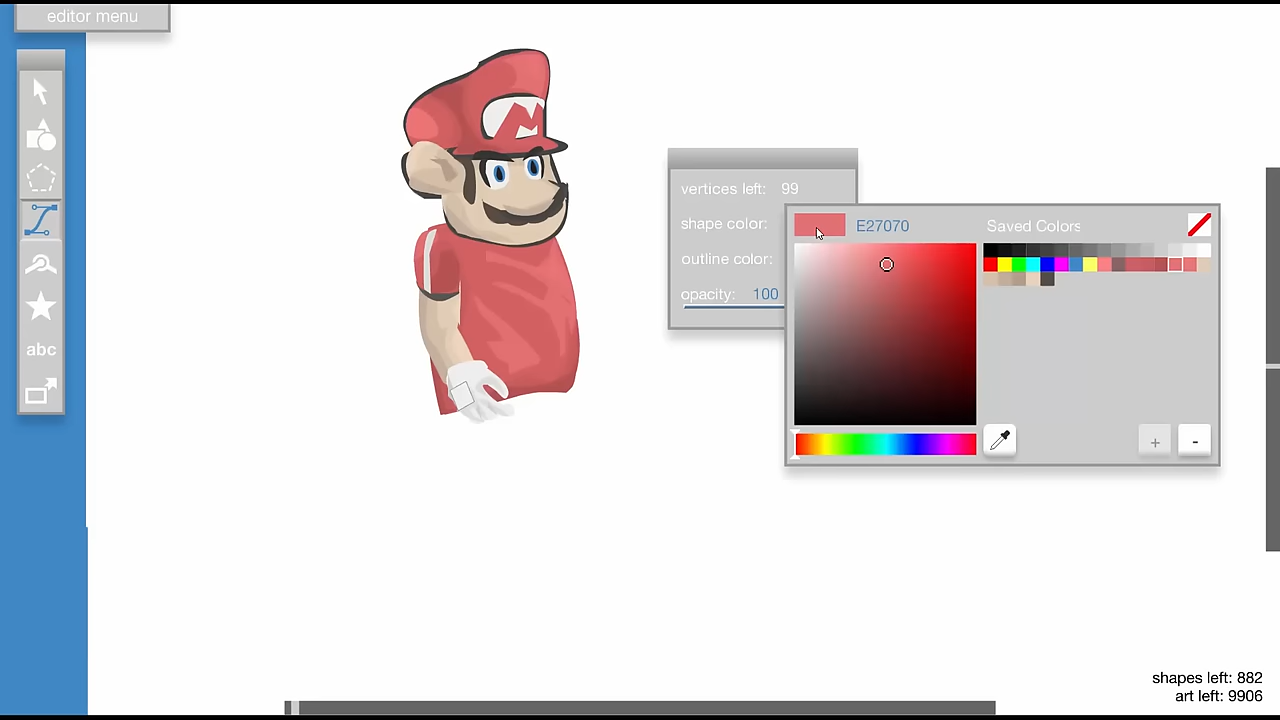 editor menu
abc
M
vertices left: 99
shape color:
outline color:
opacity: 100
E27070
Saved Colors
+
-
shapes left: 882
art left: 9906